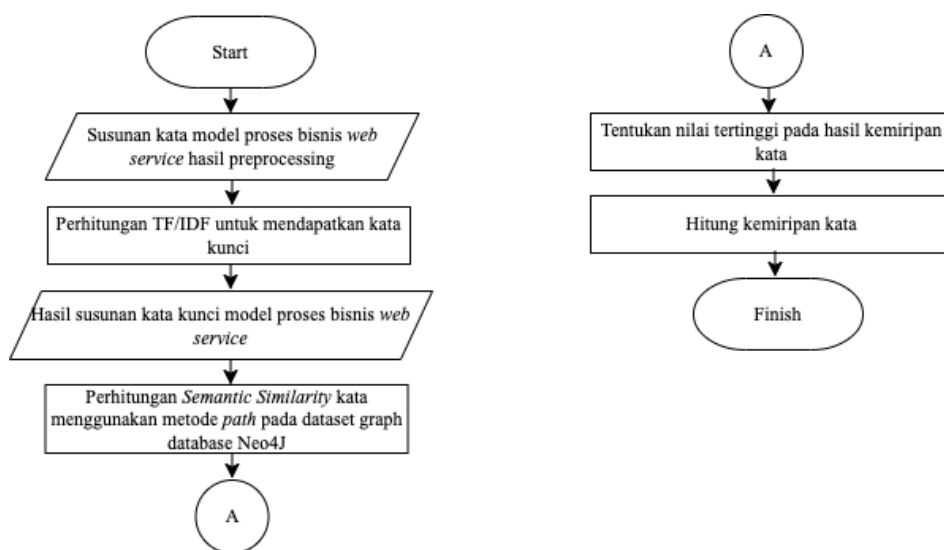 Start
Susunan kata model proses bisnis web
service hasil preprocessing
Perhitungan TF/IDF untuk mendapatkan kata
kunci
Hasil susunan kata kunci model proses bisnis web
service
Perhitungan Semantic Similarity kata
menggunakan metode path pada dataset graph
database Neo4J
A
A
Tentukan nilai tertinggi pada hasil kemiripan
kata
Hitung kemiripan kata
Finish